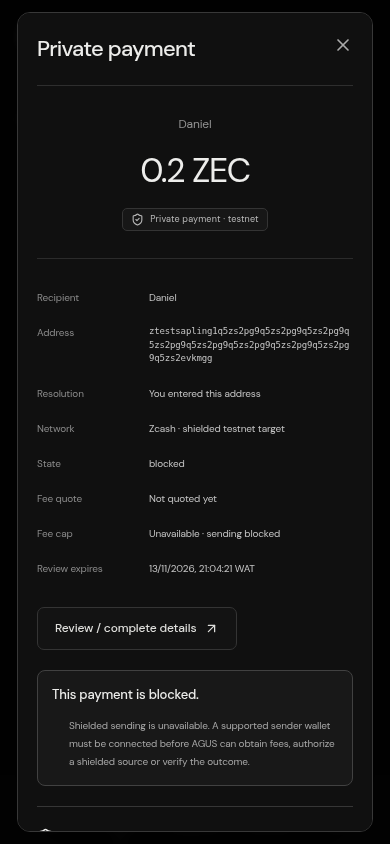 Private payment
Daniel
0.2 ZEC
Private payment · testnet
Recipient
Daniel
Address
ztestsapling1q5zs2pg9q5zs2pg9q5zs2pg9q
5zs2pg9q5zs2pg9q5zs2pg9q5zs2pg9q5zs2pg
9q5zs2evkmgg
Resolution
You entered this address
Network
Zcash · shielded testnet target
State
blocked
Fee quote
Not quoted yet
Fee cap
Unavailable · sending blocked
Review expires
13/11/2026, 21:04:21 WAT
Review / complete details
This payment is blocked.
Shielded sending is unavailable. A supported sender wallet
must be connected before AGUS can obtain fees, authorize
a shielded source or verify the outcome.